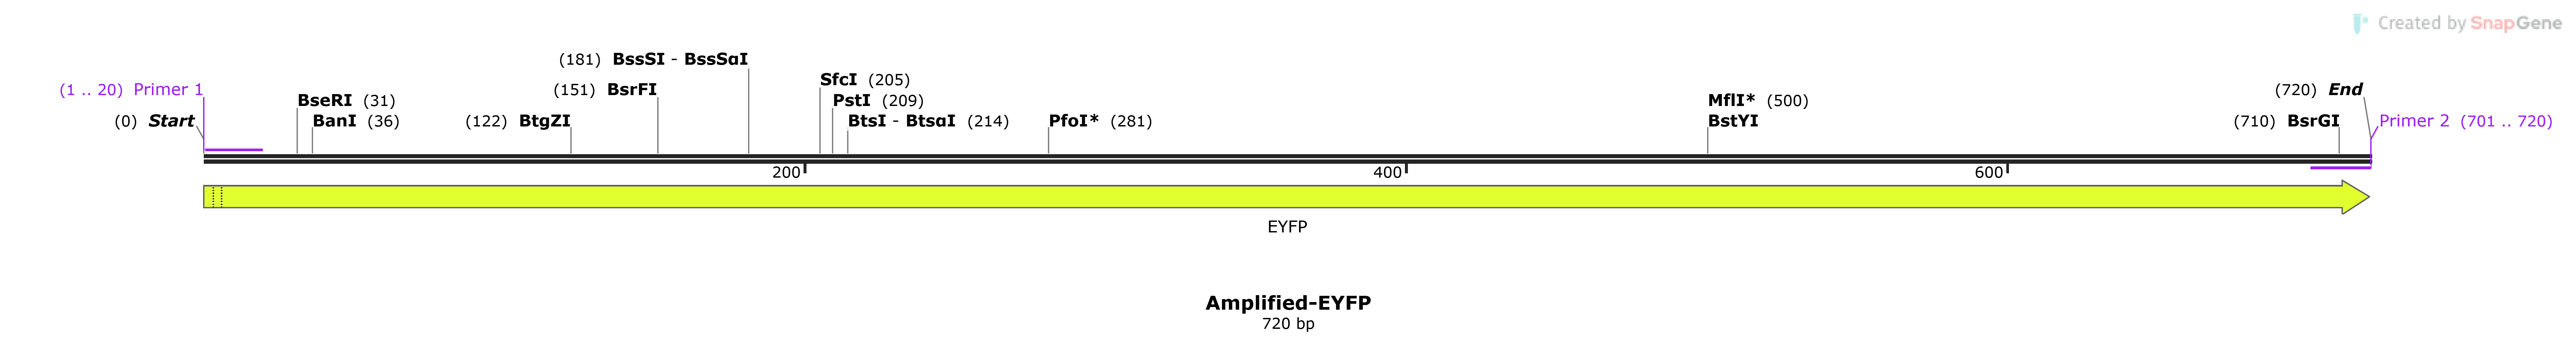 Created by SnapGene
(181) BssSI - BssSαI
SfcI (205)
(1 .. 20) Primer 1
(151) BsrFI
(720) End
BseRI (31)
PstI (209)
MflI* (500)
(0) Start
BanI (36)
(122) BtgZI
BtsI - BtsαI (214)
PfoI* (281)
BstYI
(710) BsrGI
Primer 2 (701 .. 720)
200
400
600
EYFP
Amplified-EYFP
720 bp